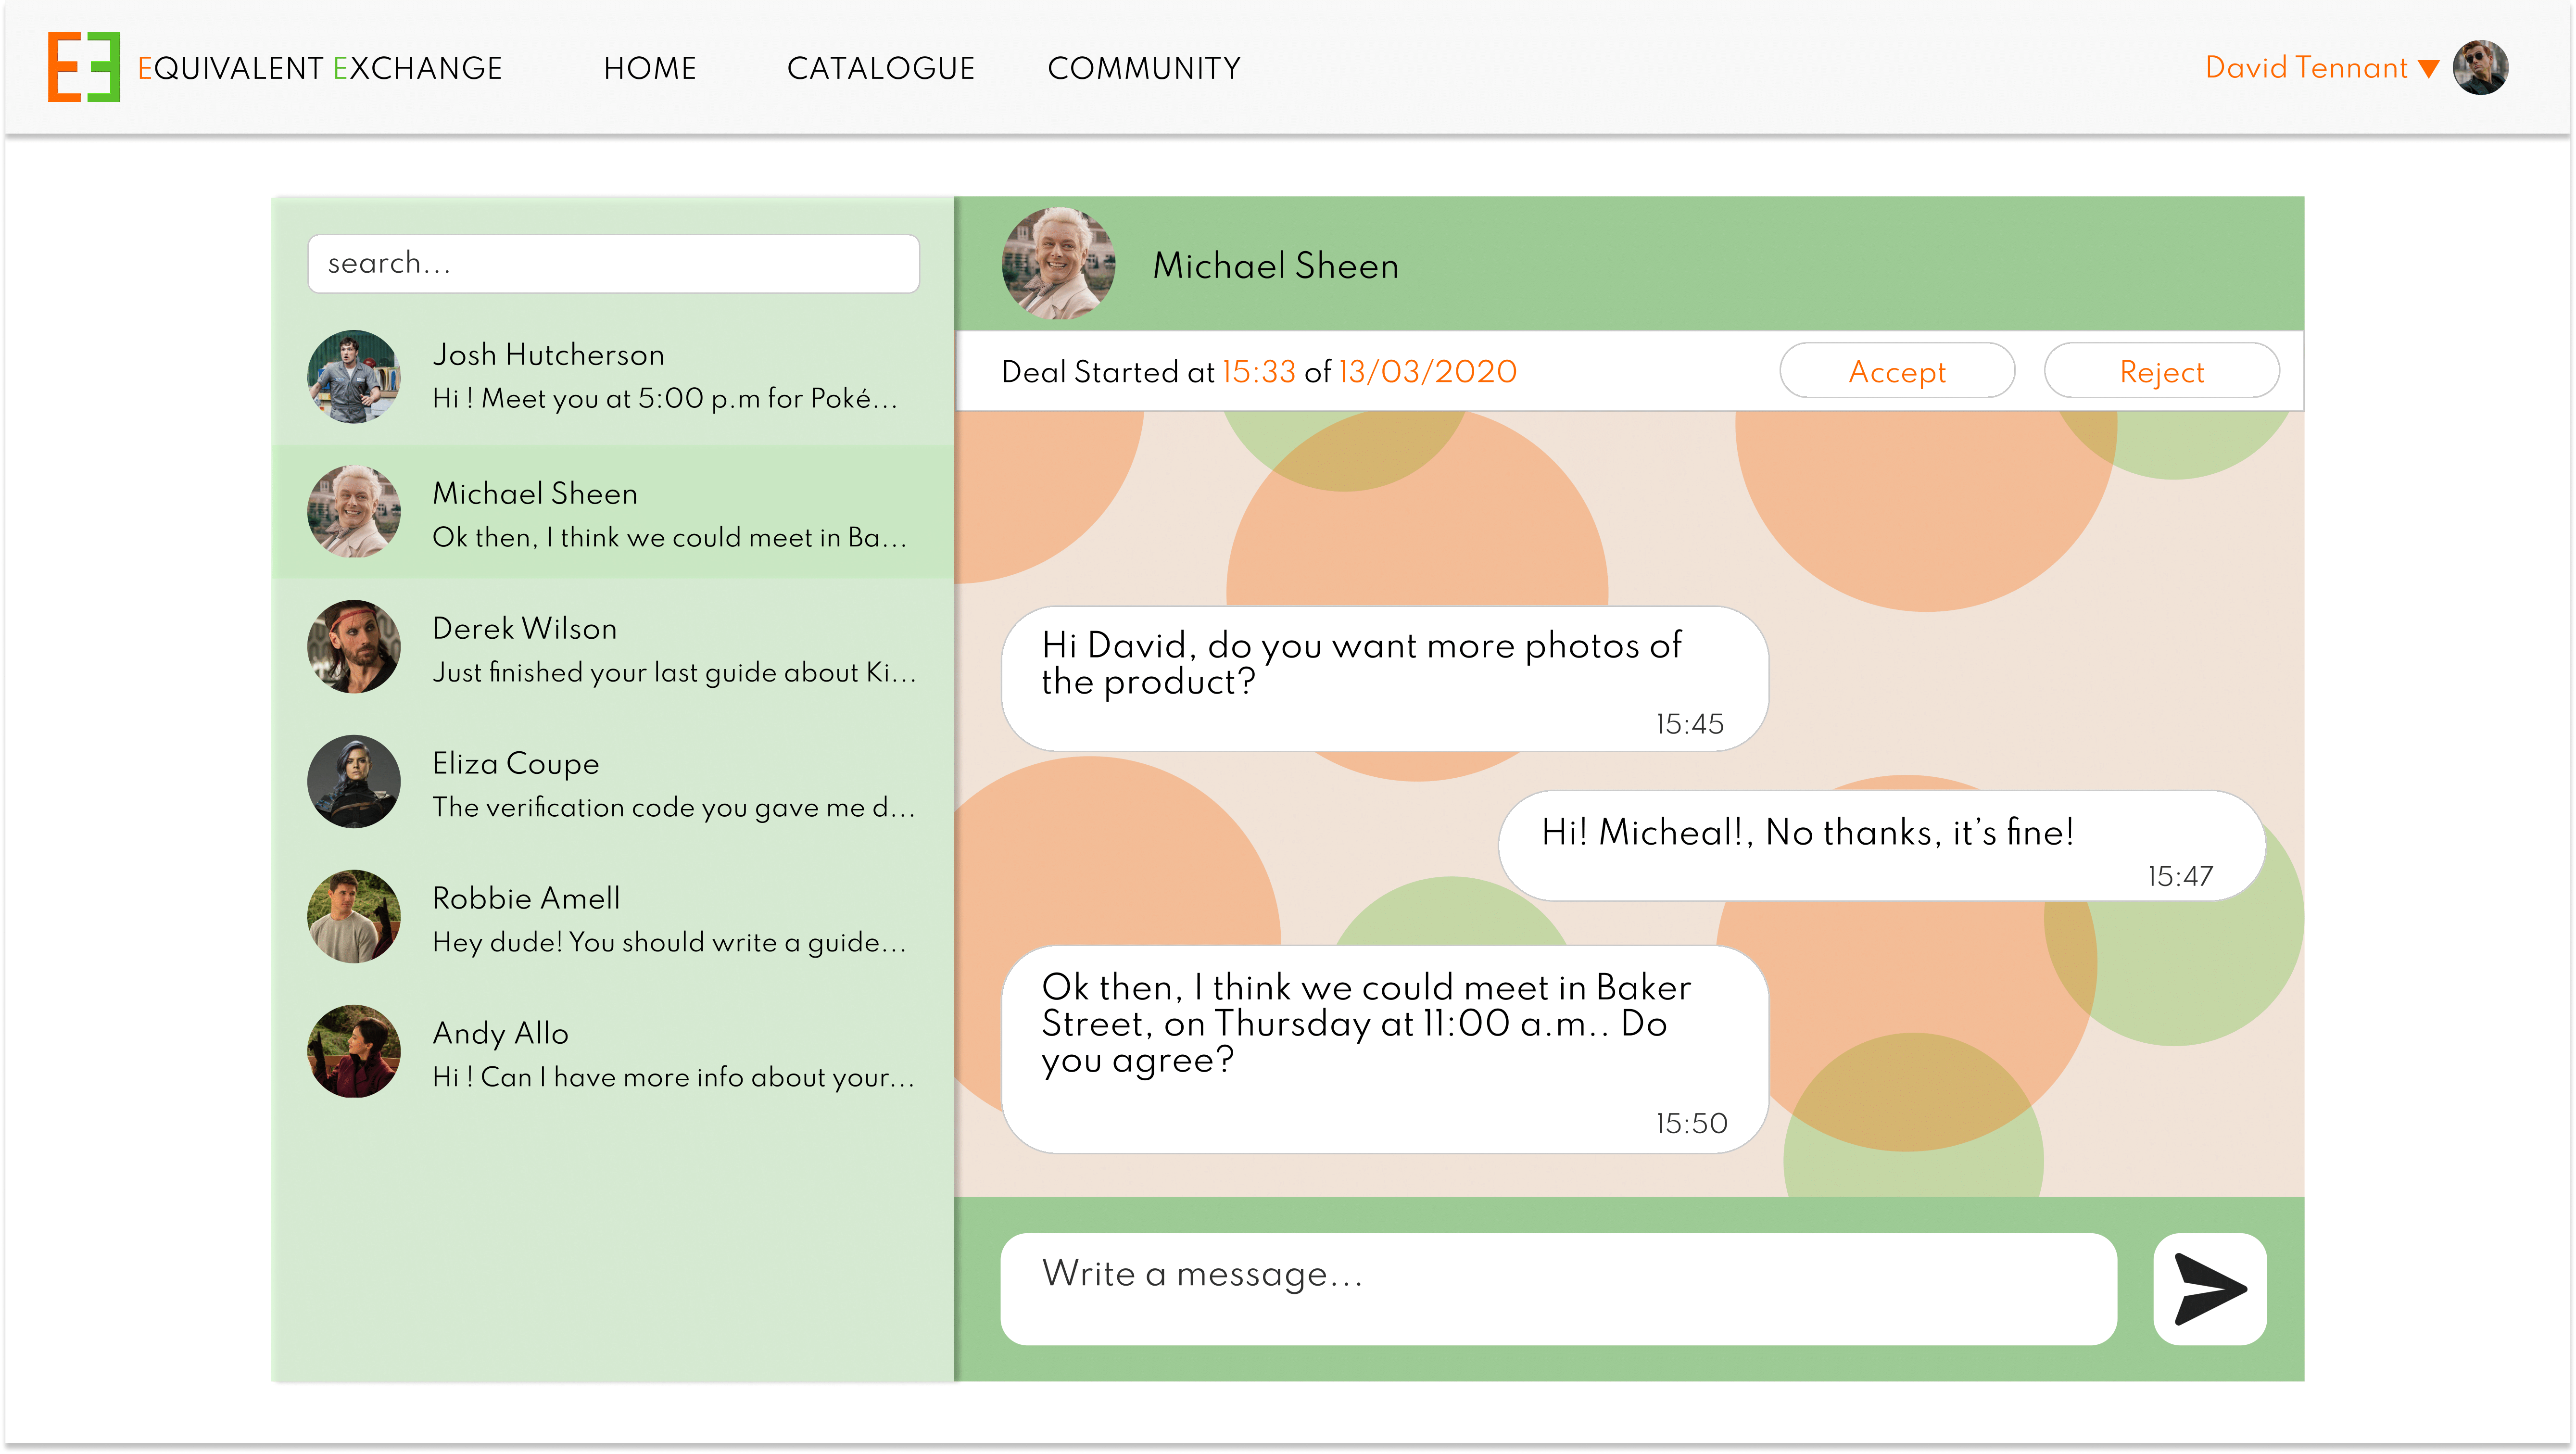 EQUIVALENT EXCHANGE HOME CATALOGUE COMMUNITY David Tennant
search...
Josh Hutcherson
Hi ! Meet you at 5:00 p.m for Poké...
Michael Sheen
Ok then, I think we could meet in Ba...
Derek Wilson
Just finished your last guide about Ki...
Eliza Coupe
The verification code you gave me d...
Robbie Amell
Hey dude! You should write a guide...
Andy Allo
Hi ! Can I have more info about your...
Michael Sheen
Deal Started at 15:33 of 13/03/2020 Accept Reject
Hi David, do you want more photos of
the product?
15:45
Hi! Micheal!, No thanks, it’s fine!
15:47
Ok then, I think we could meet in Baker
Street, on Thursday at 11:00 a.m.. Do
you agree?
15:50
Write a message...